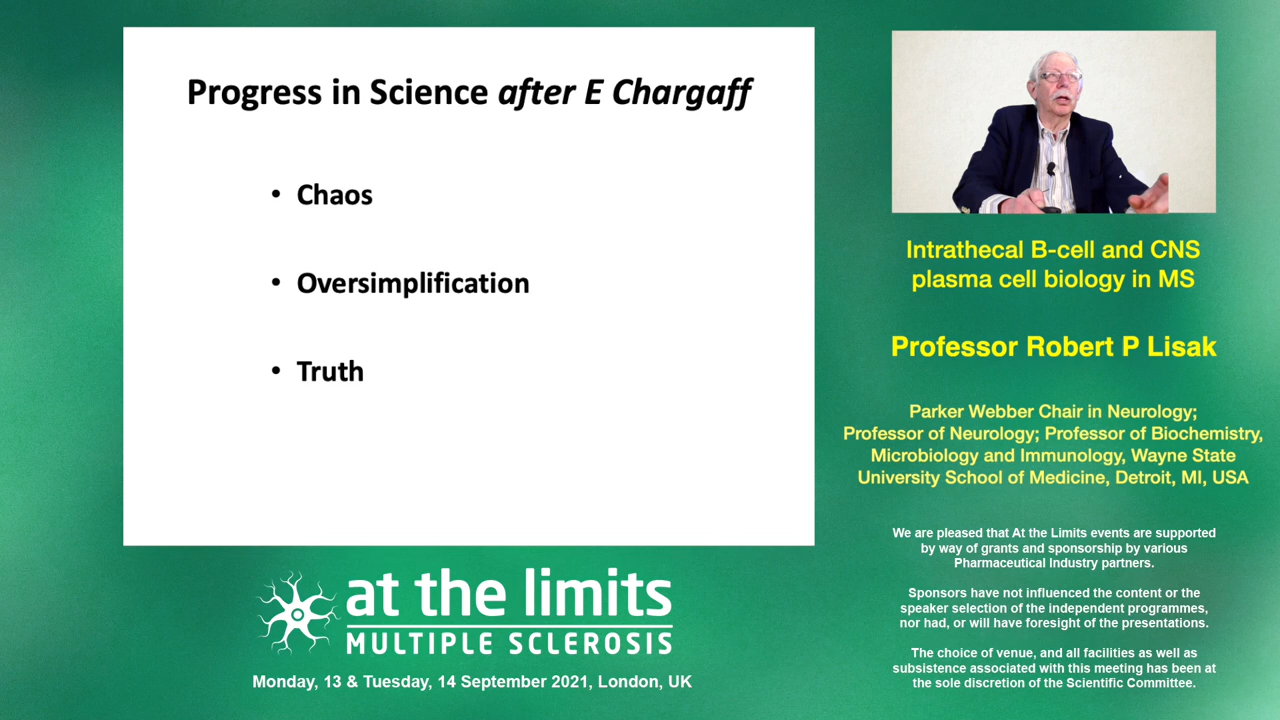 Progress in Science after E Chargaff
• Chaos
• Oversimplification
• Truth
Intrathecal B-cell and CNS
plasma cell biology in MS
Professor Robert P Lisak
Parker Webber Chair in Neurology;
Professor of Neurology; Professor of Biochemistry,
Microbiology and Immunology, Wayne State
University School of Medicine, Detroit, MI, USA
We are pleased that At the Limits events are supported
by way of grants and sponsorship by various
Pharmaceutical Industry partners.
Sponsors have not influenced the content or the
speaker selection of the independent programmes,
nor had, or will have foresight of the presentations.
The choice of venue, and all facilities as well as
subsistence associated with this meeting has been at
the sole discretion of the Scientific Committee.
at the limits
MULTIPLE SCLEROSIS
Monday, 13 & Tuesday, 14 September 2021, London, UK